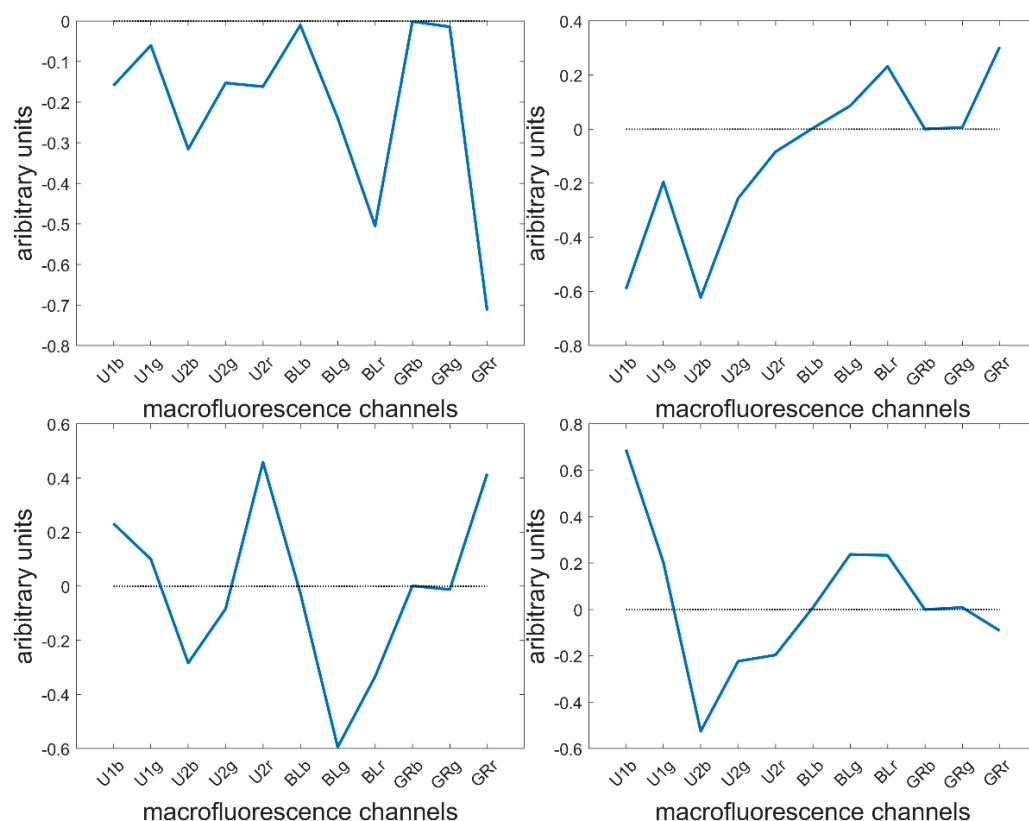 0
-0.1
-0.2
-0.3
-0.4
-0.5
-0.6
-0.7
-0.8
aribitrary units
U1b U1g U2b U2g U2r BLb BLg BLr GRb GRg GRr
macrofluorescence channels
0.4
0.2
0
-0.2
-0.4
-0.6
-0.8
aribitrary units
U1b U1g U2b U2g U2r BLb BLg BLr GRb GRg GRr
macrofluorescence channels
0.6
0.4
0.2
0
-0.2
-0.4
-0.6
aribitrary units
U1b U1g U2b U2g U2r BLb BLg BLr GRb GRg GRr
macrofluorescence channels
0.8
0.6
0.4
0.2
0
-0.2
-0.4
-0.6
aribitrary units
U1b U1g U2b U2g U2r BLb BLg BLr GRb GRg GRr
macrofluorescence channels